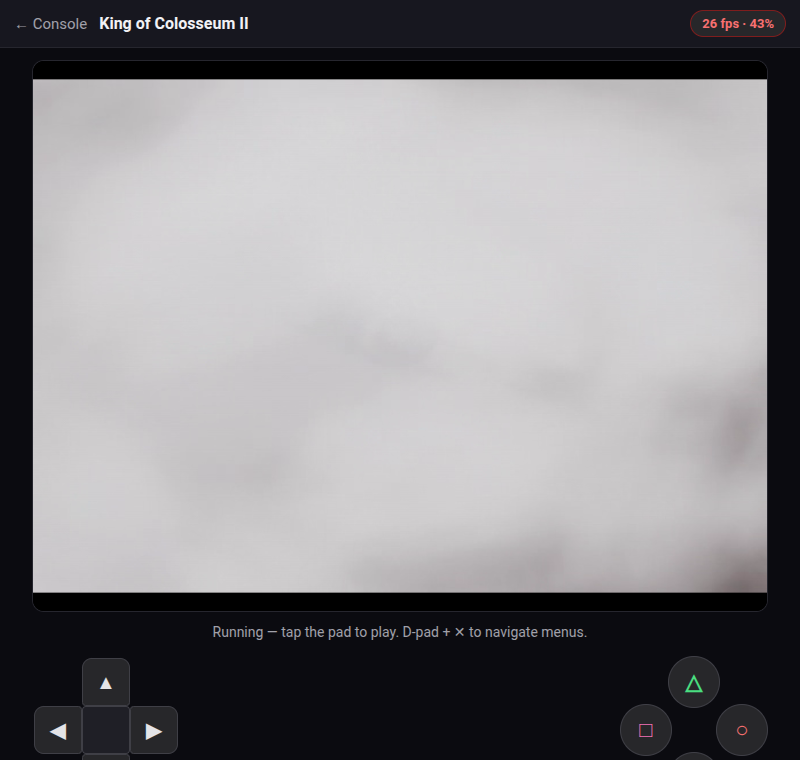 ← Console King of Colosseum II 26 fps · 43%
Running — tap the pad to play. D-pad + ✕ to navigate menus.